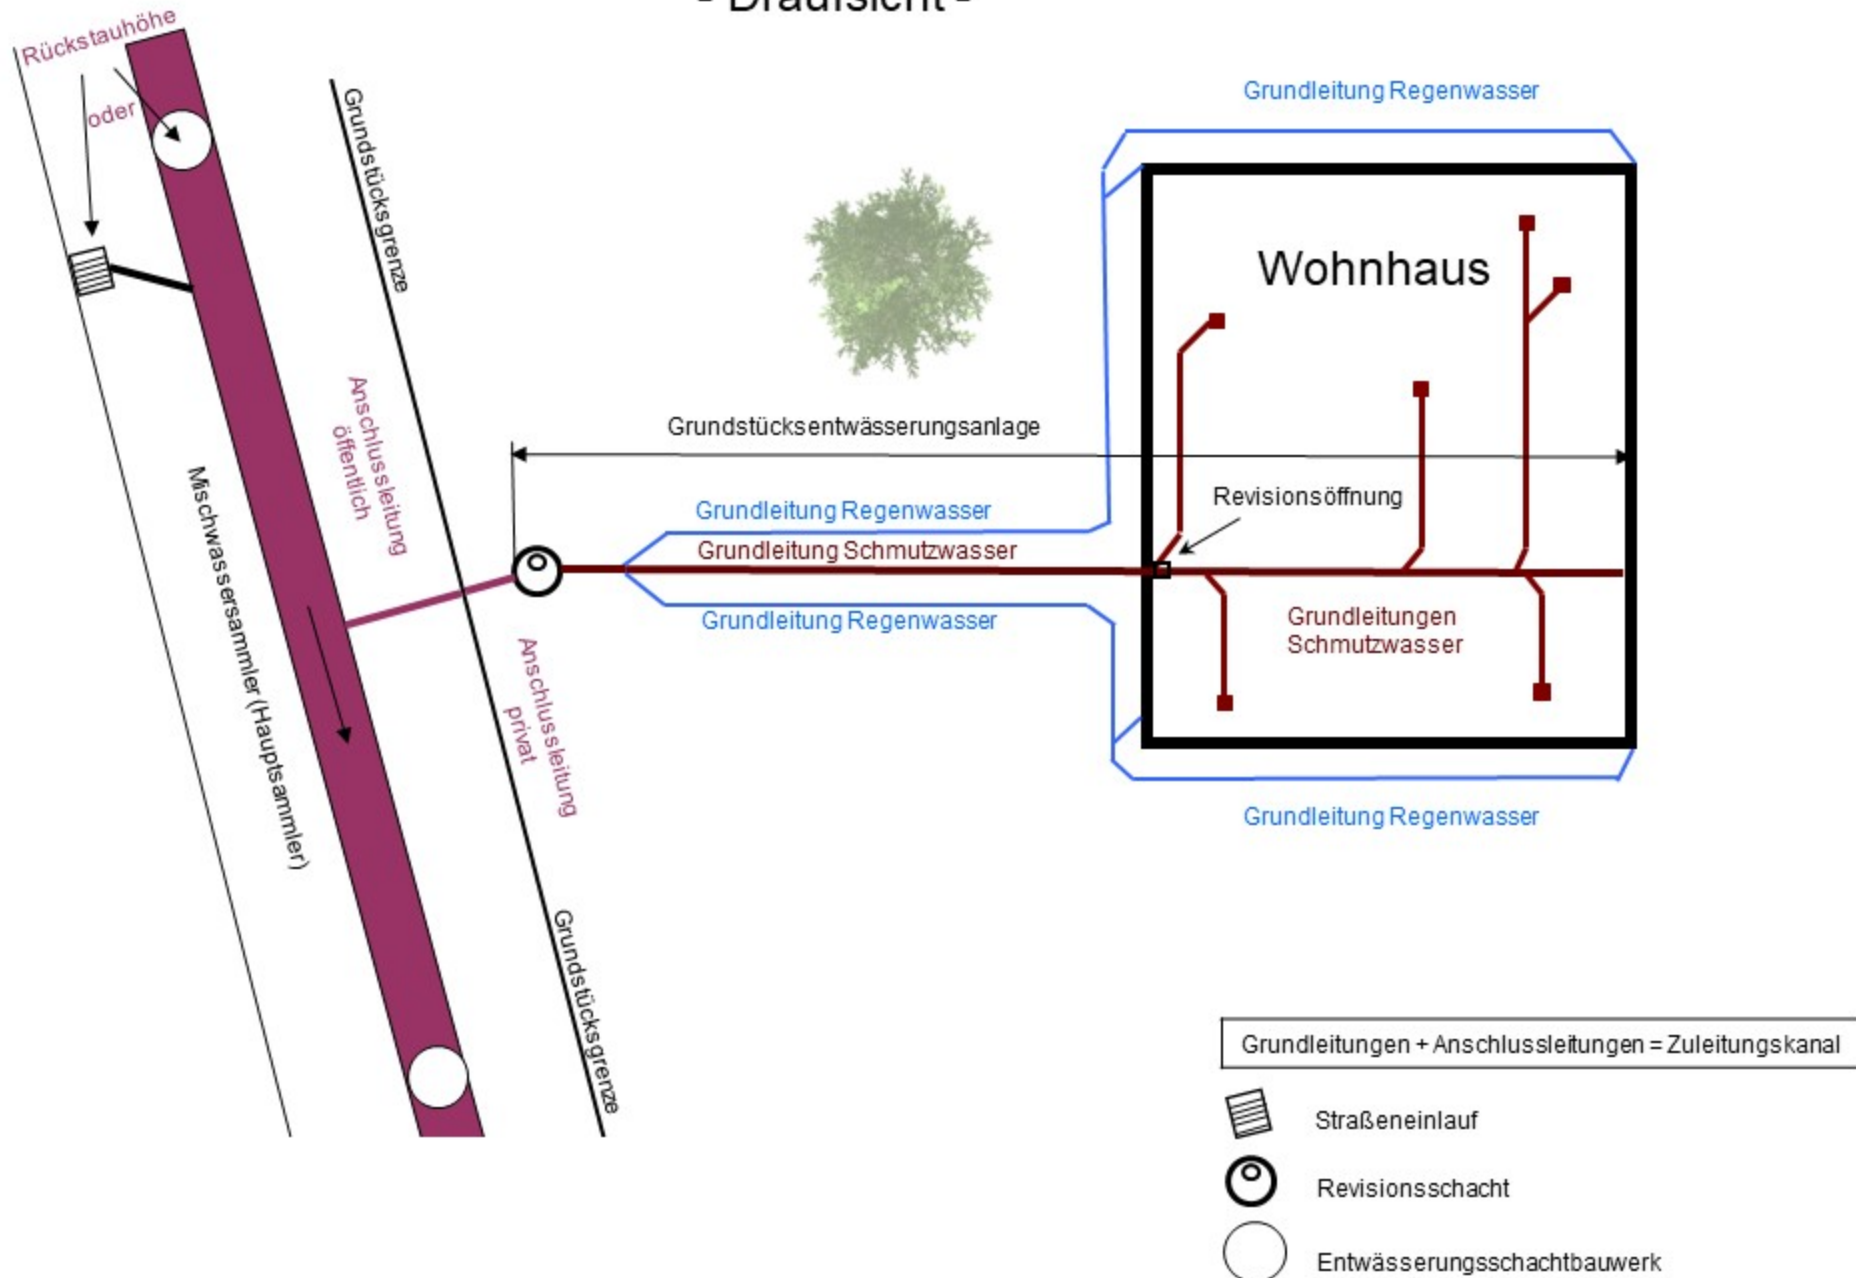 - Draufsicht -
Rückstauhöhe
oder
Grundstücksgrenze
Grundleitung Regenwasser
Wohnhaus
Anschlussleitung
öffentlich
Grundstücksentwässerungsanlage
Revisionsöffnung
Mischwassersammler (Hauptsammler)
Grundleitung Regenwasser
Grundleitung Schmutzwasser
Grundleitung Regenwasser
Grundleitungen
Schmutzwasser
Anschlussleitung
privat
Grundleitung Regenwasser
Grundstücksgrenze
Grundleitungen + Anschlussleitungen = Zuleitungskanal
Straßeneinlauf
Revisionsschacht
Entwässerungsschachtbauwerk